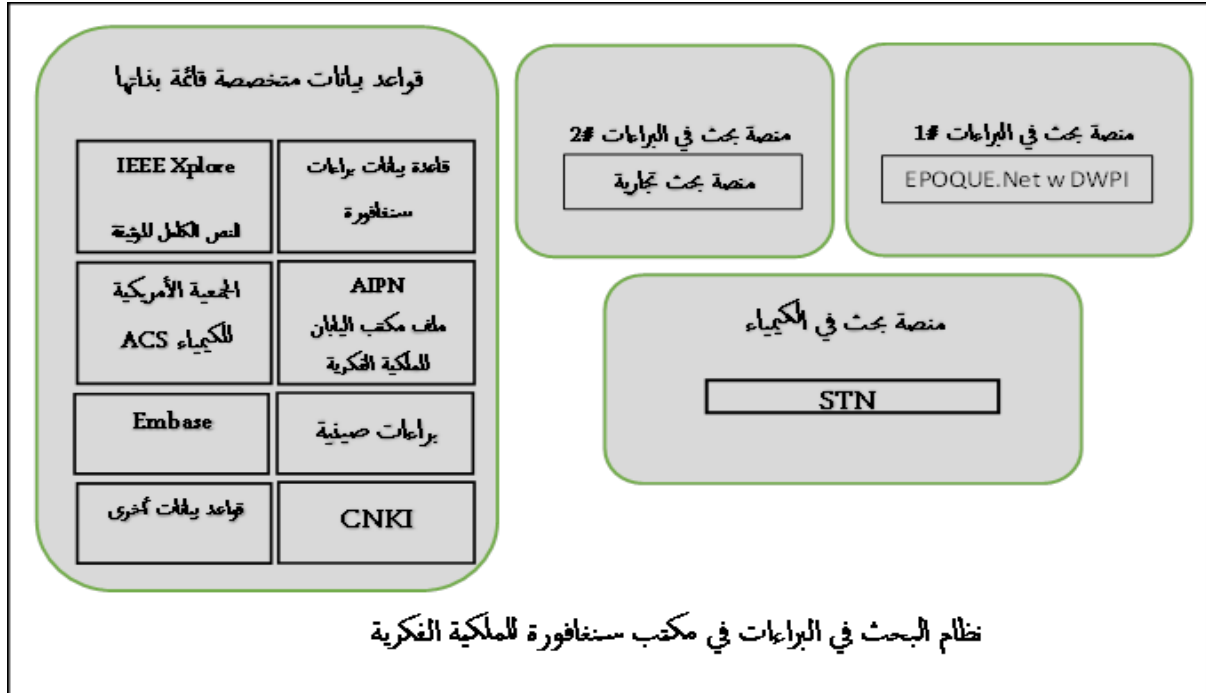 منصة بحث في البراءات #1
EPOQUE.Net w DWPI
منصة بحث في البراءات #2
منصة بحث تجارية
منصة بحث في الكيمياء
STN
قواعد بيانات متخصصة قائمة بذاتها
قاعدة بيانات براءات
سنغافورة
IEEE Xplore
النص الكامل للوثيقة
AIPN
ملف مكتب اليابان
للملكية الفكرية
الجمعية الأمريكية
للكيمياء ACS
براءات صينية
Embase
CNKI
قواعد بيانات أخرى
نظام البحث في البراءات في مكتب سنغافورة للملكية الفكرية